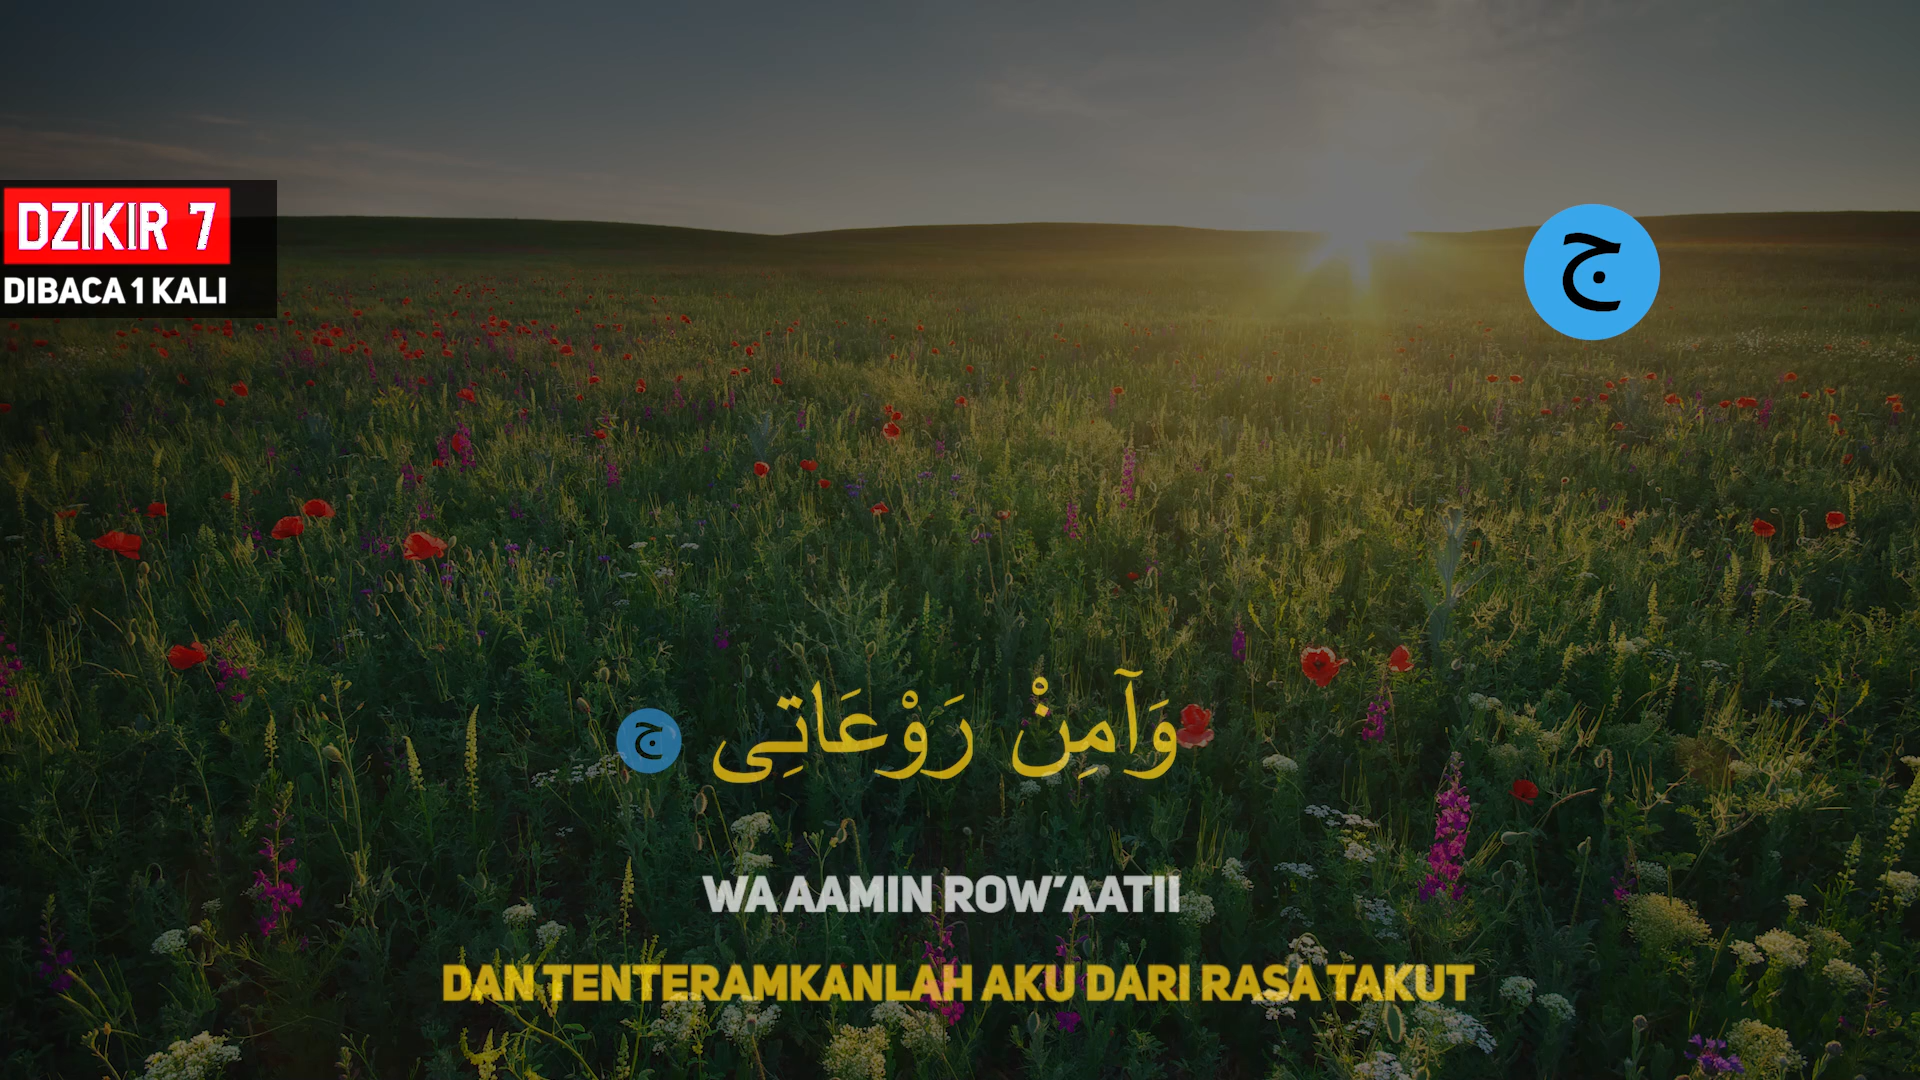 DZIKIR 7
DIBACA 1 KALI
ج
وَآمِنْ رَوْعَاتِى ج
WA AAMIN ROW'AATII
DAN TENTERAMKANLAH AKU DARI RASA TAKUT